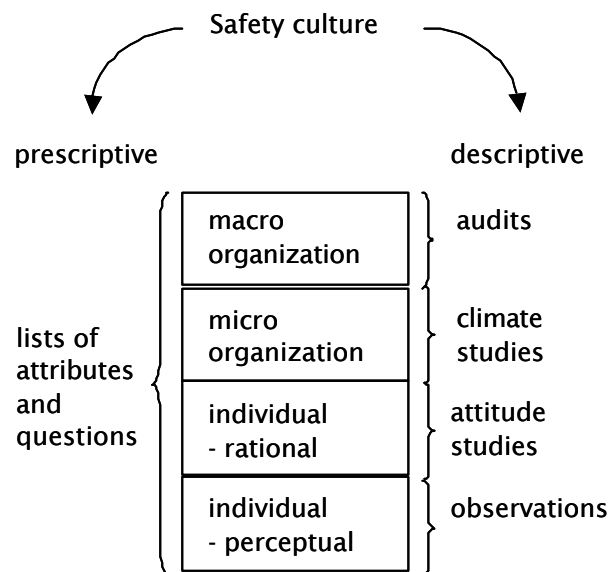 Safety culture
prescriptive
descriptive
lists of
attributes
and
questions
macro
organization
micro
organization
individual
- rational
individual
- perceptual
audits
climate
studies
attitude
studies
observations